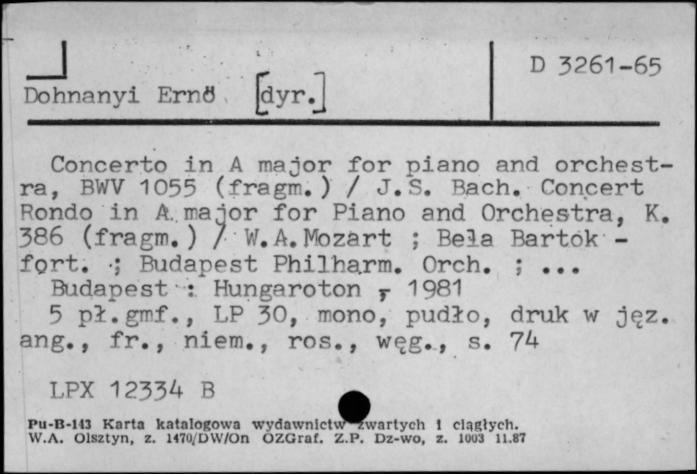 D 3261-65
Dohnanyi Ernő [dyr.]
Concerto in A major for piano and orchest-
ra, BWV 1055 (fragm.) / J.S. Bach. Concert
Rondo in A major for Piano and Orchestra, K.
386 (fragm.) / W.A.Mozart ; Bela Bartok -
fort. ; Budapest Philharm. Orch. ; ...
Budapest : Hungaroton , 1981
5 pł.gmf., LP 30, mono, pudło, druk w jęz.
ang., fr., niem., ros., węg., s. 74
LPX 12334 B
Pu-B-143 Karta katalogowa wydawnictw zwartych i ciągłych.
W.A. Olsztyn, z. 1470/DW/On OZGraf. Z.P. Dz-wo, z. 1003 11.87